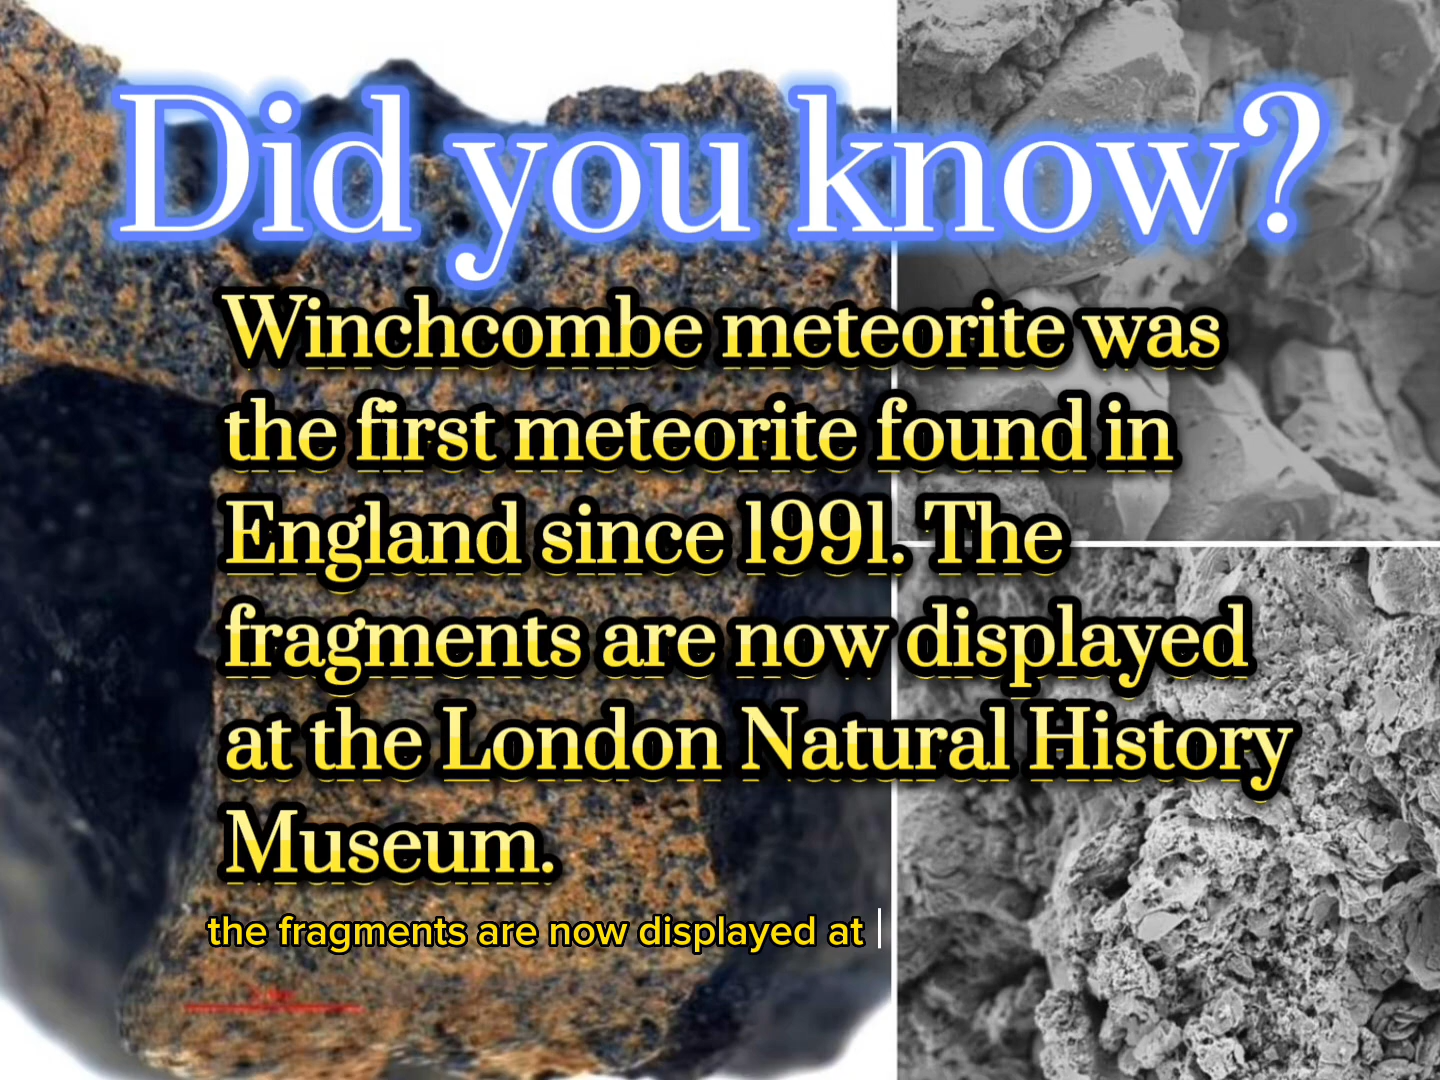 Did you know?
Winchcombe meteorite was
the first meteorite found in
England since 1991. The
fragments are now displayed
at the London Natural History
Museum.
the fragments are now displayed at